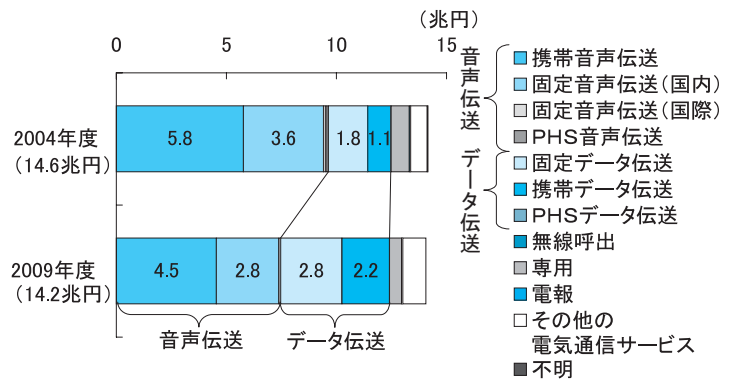 （兆円）
0 5 10 15
2004年度
（14.6兆円）
5.8 3.6 1.8 1.1
2009年度
（14.2兆円）
4.5 2.8 2.8 2.2
音声伝送 データ伝送
音声伝送
データ伝送
携帯音声伝送
固定音声伝送（国内）
固定音声伝送（国際）
PHS音声伝送
固定データ伝送
携帯データ伝送
PHSデータ伝送
無線呼出
専用
電報
その他の
電気通信サービス
不明